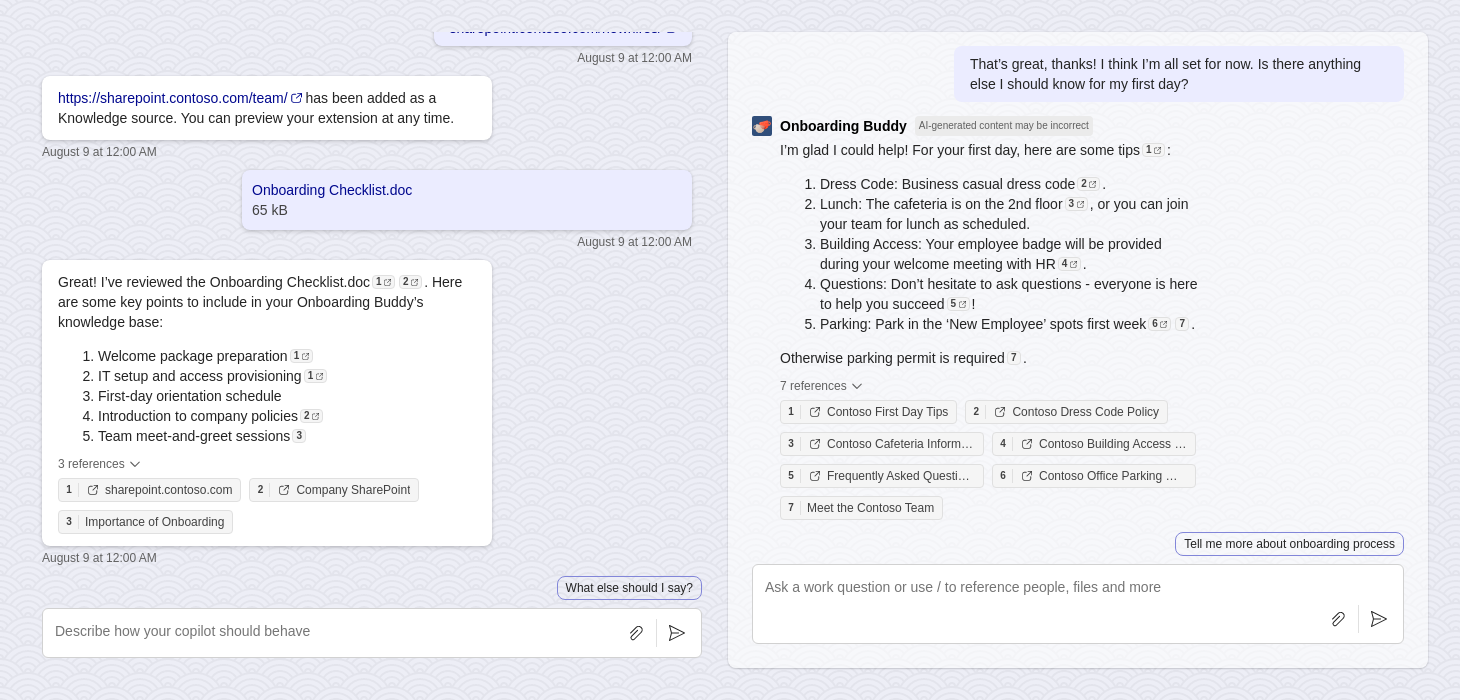 August 9 at 12:00 AM
https://sharepoint.contoso.com/team/ has been added as a
Knowledge source. You can preview your extension at any time.
August 9 at 12:00 AM
Onboarding Checklist.doc
65 kB
August 9 at 12:00 AM
Great! I’ve reviewed the Onboarding Checklist.doc 1 2 . Here
are some key points to include in your Onboarding Buddy’s
knowledge base:
1. Welcome package preparation 1
2. IT setup and access provisioning 1
3. First-day orientation schedule
4. Introduction to company policies 2
5. Team meet-and-greet sessions 3
3 references
1 sharepoint.contoso.com 2 Company SharePoint
3 Importance of Onboarding
August 9 at 12:00 AM
What else should I say?
Describe how your copilot should behave
That’s great, thanks! I think I’m all set for now. Is there anything
else I should know for my first day?
Onboarding Buddy AI-generated content may be incorrect
I’m glad I could help! For your first day, here are some tips 1 :
1. Dress Code: Business casual dress code 2 .
2. Lunch: The cafeteria is on the 2nd floor 3 , or you can join
your team for lunch as scheduled.
3. Building Access: Your employee badge will be provided
during your welcome meeting with HR 4 .
4. Questions: Don’t hesitate to ask questions - everyone is here
to help you succeed 5 !
5. Parking: Park in the ‘New Employee’ spots first week 6 7 .
Otherwise parking permit is required 7 .
7 references
1 Contoso First Day Tips 2 Contoso Dress Code Policy
3 Contoso Cafeteria Inform… 4 Contoso Building Access …
5 Frequently Asked Questi… 6 Contoso Office Parking …
7 Meet the Contoso Team
Tell me more about onboarding process
Ask a work question or use / to reference people, files and more